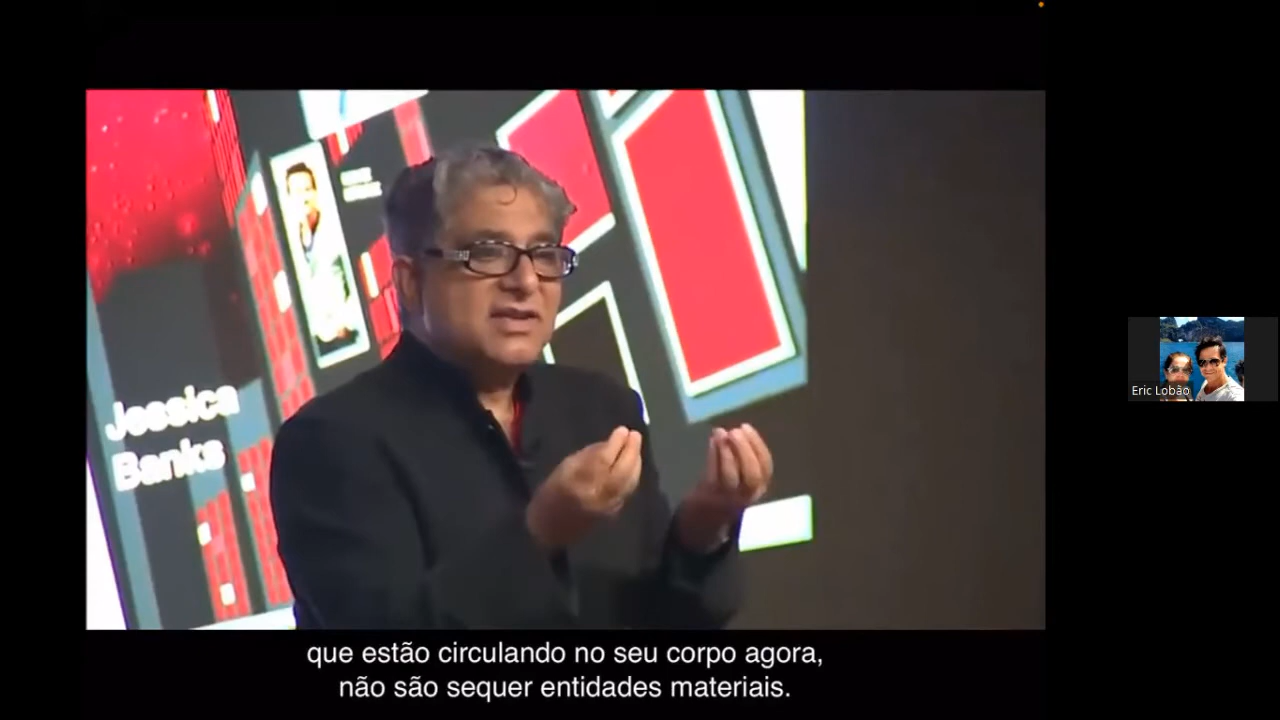 Jessica
Banks
Eric Lobão
que estão circulando no seu corpo agora,
não são sequer entidades materiais.